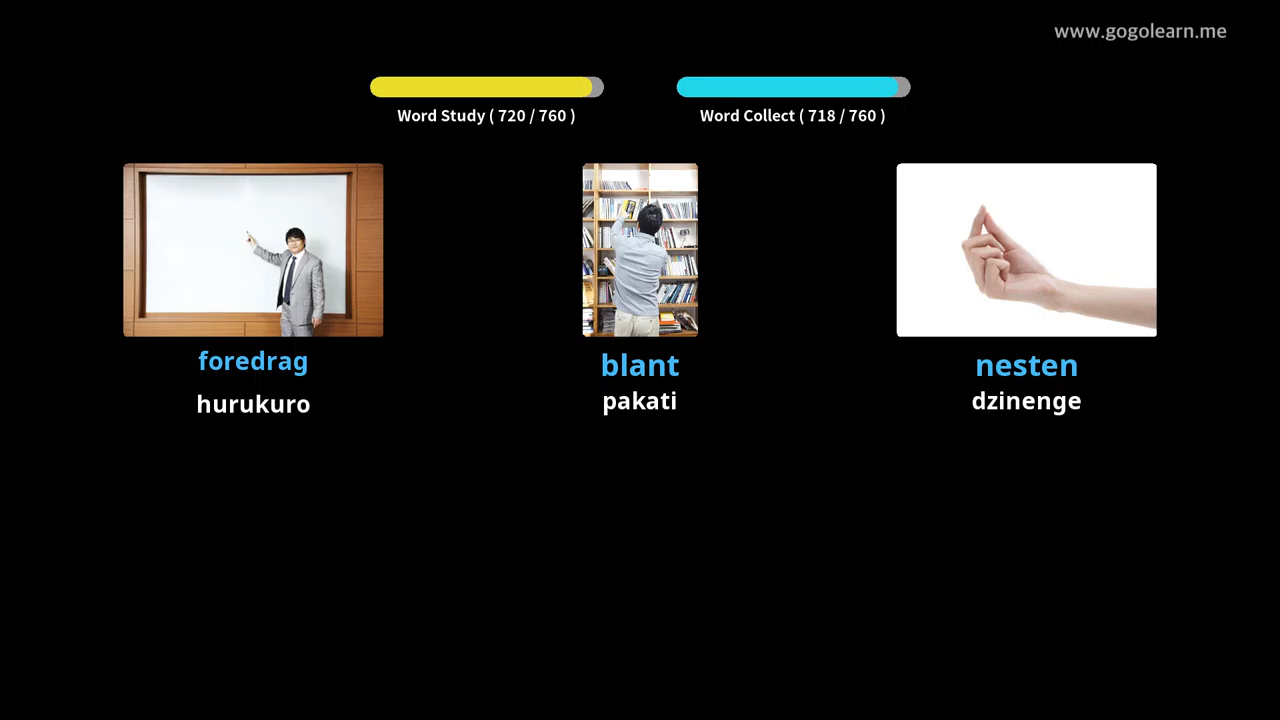 www.gogolearn.me
Word Study ( 720 / 760 )
Word Collect ( 718 / 760 )
foredrag
hurukuro
blant
pakati
nesten
dzinenge